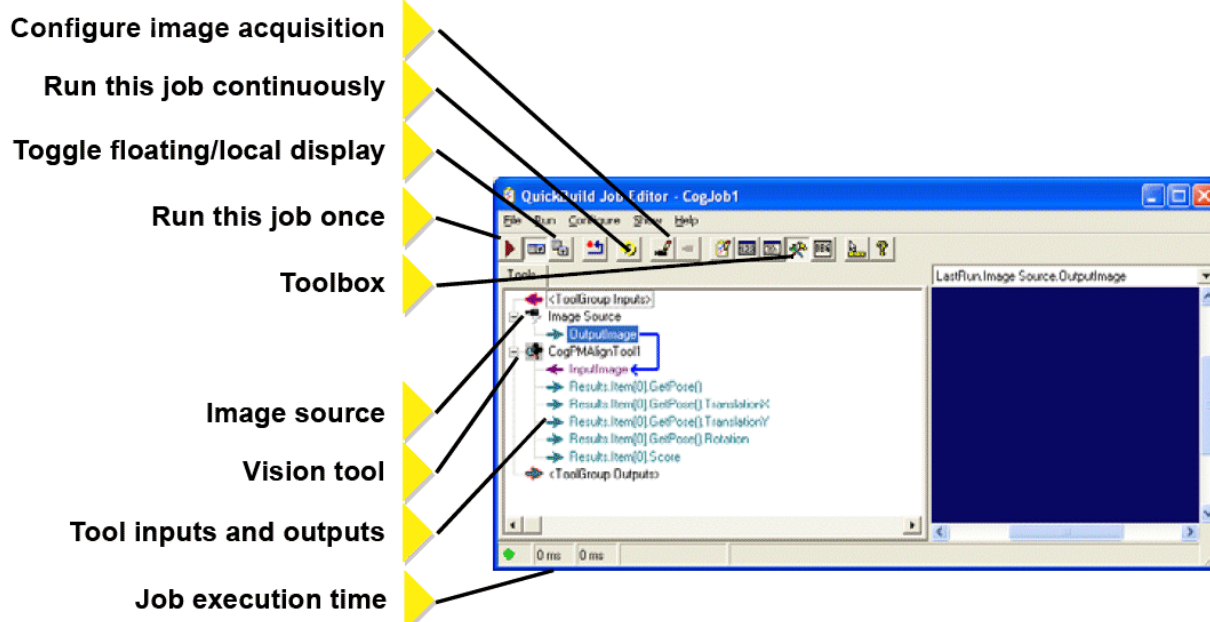 Configure image acquisition
Run this job continuously
Toggle floating/local display
Run this job once
Toolbox
Image source
Vision tool
Tool inputs and outputs
Job execution time
QuickBuild Job Editor - CogJob1
File Run Configure Show Help
Tools
LastRun.Image Source.OutputImage
<ToolGroup Inputs>
Image Source
OutputImage
CogPMAlignTool1
InputImage
Results.Item[0].GetPose()
Results.Item[0].GetPose().TranslationX
Results.Item[0].GetPose().TranslationY
Results.Item[0].GetPose().Rotation
Results.Item[0].Score
<ToolGroup Outputs>
0 ms 0 ms